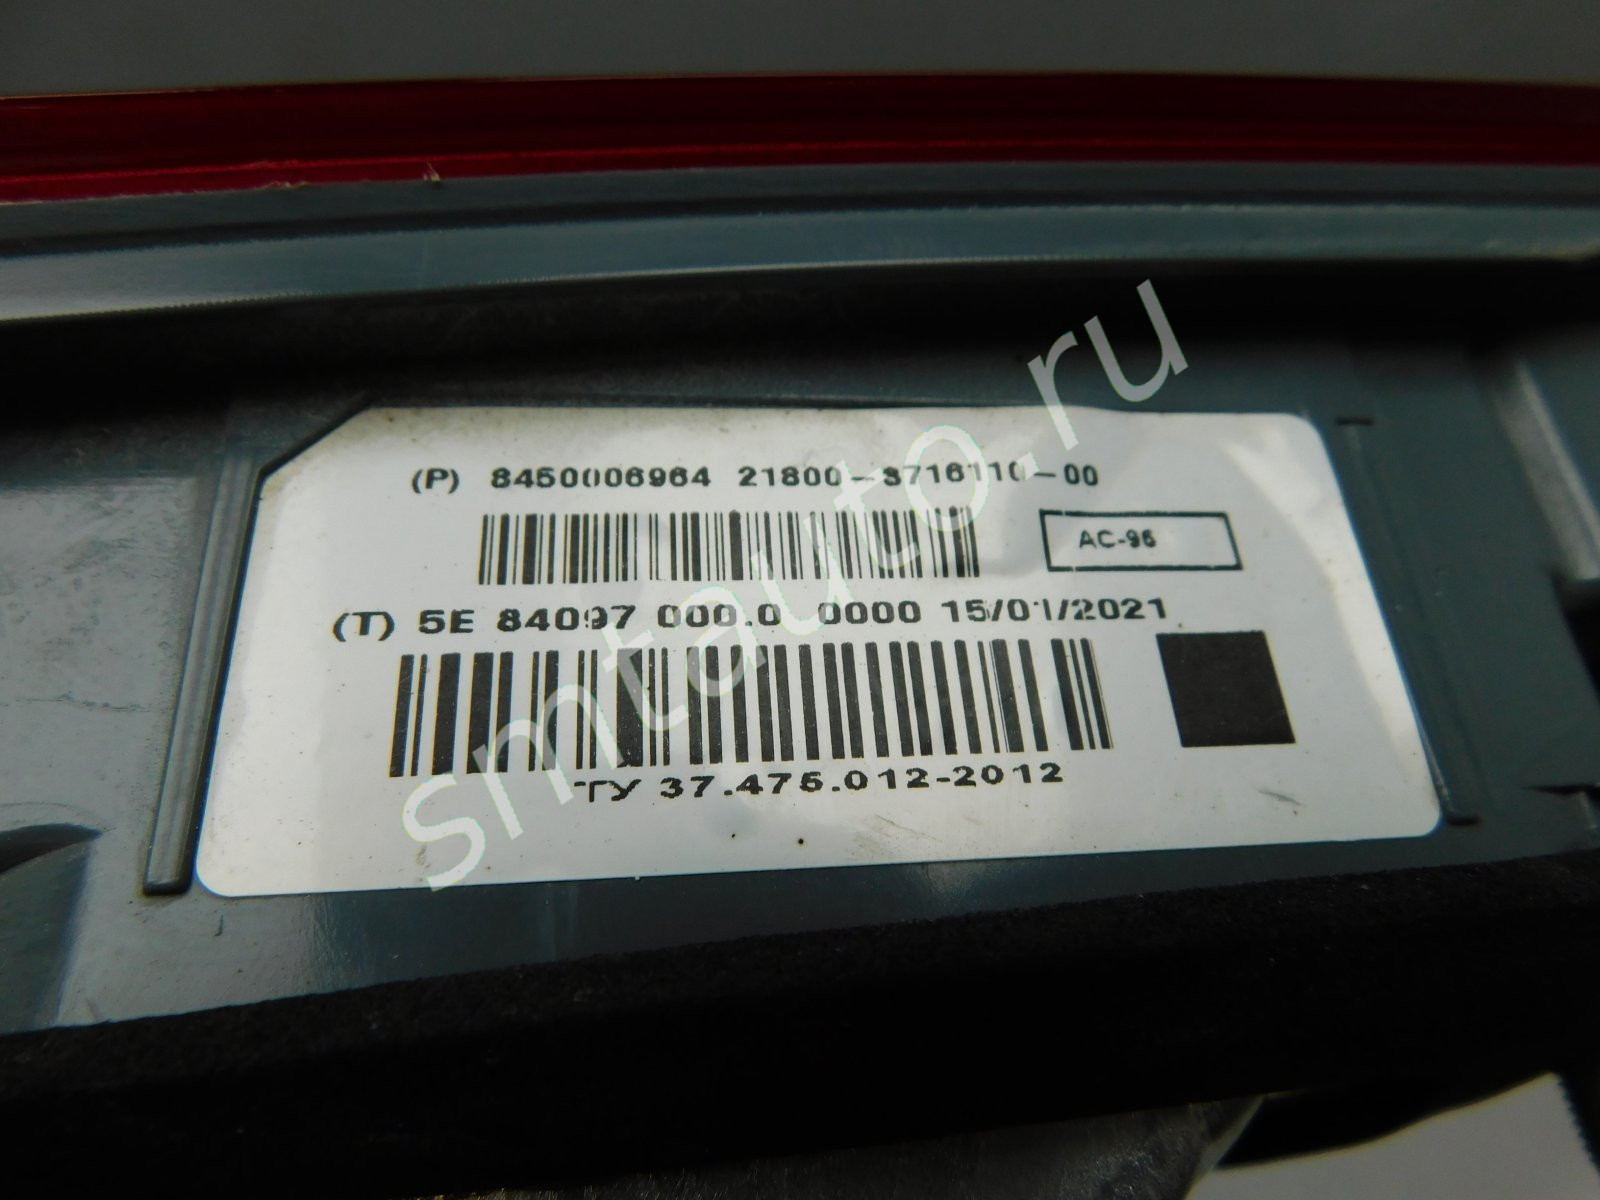 (P) 8450006964 21800-3716110-00
AC-96
(T) 5E 84097 000.0 0000 15/01/2021
ТУ 37.475.012-2012
smtauto.ru